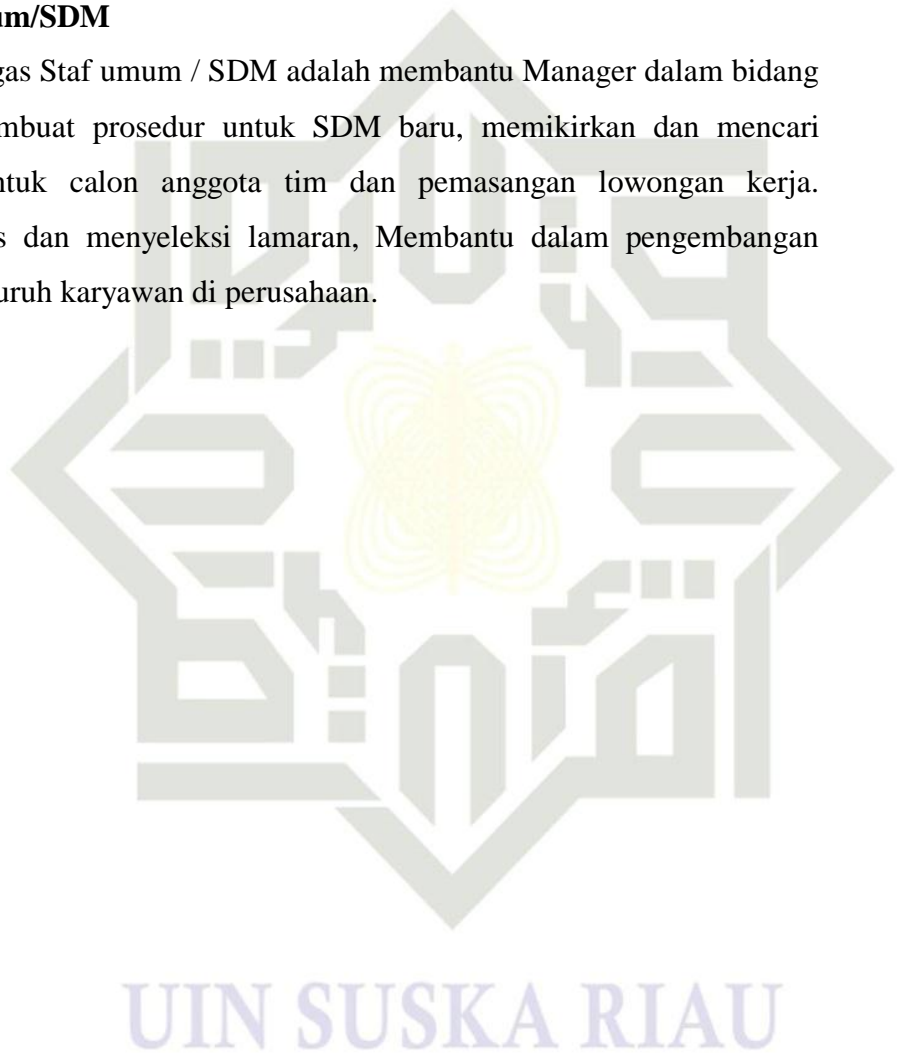 um/SDM
gas Staf umum / SDM adalah membantu Manager dalam bidang
mbuat prosedur untuk SDM baru, memikirkan dan mencari
ntuk calon anggota tim dan pemasangan lowongan kerja.
s dan menyeleksi lamaran, Membantu dalam pengembangan
uruh karyawan di perusahaan.
UIN SUSKA RIAU